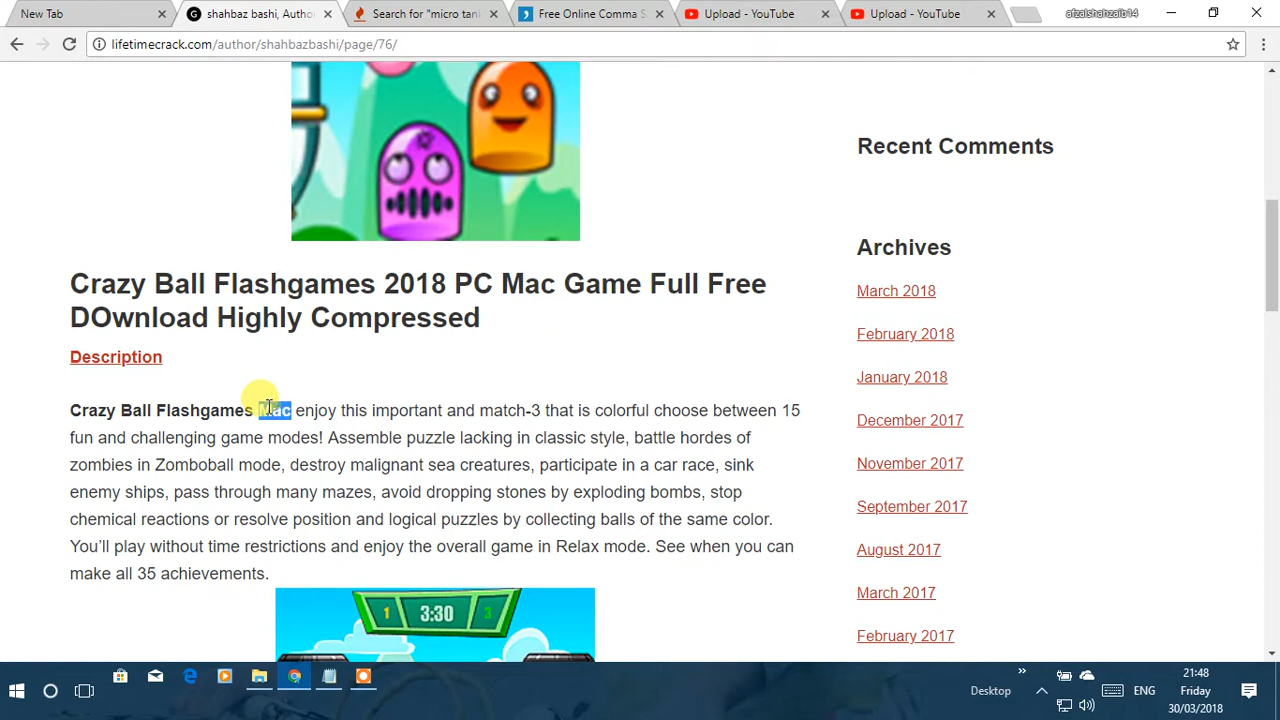 New Tab
shahbaz bashi, Autho
Search for "micro tan
Free Online Comma S
Upload - YouTube
Upload - YouTube
afzalshahzaib14
lifetimecrack.com/author/shahbazbashi/page/76/
Recent Comments
Archives
March 2018
February 2018
January 2018
December 2017
November 2017
September 2017
August 2017
March 2017
February 2017
Crazy Ball Flashgames 2018 PC Mac Game Full Free
DOwnload Highly Compressed
Description
Crazy Ball Flashgames Mac enjoy this important and match-3 that is colorful choose between 15
fun and challenging game modes! Assemble puzzle lacking in classic style, battle hordes of
zombies in Zomboball mode, destroy malignant sea creatures, participate in a car race, sink
enemy ships, pass through many mazes, avoid dropping stones by exploding bombs, stop
chemical reactions or resolve position and logical puzzles by collecting balls of the same color.
You’ll play without time restrictions and enjoy the overall game in Relax mode. See when you can
make all 35 achievements.
1 3:30 3
Desktop
ENG
21:48
Friday
30/03/2018